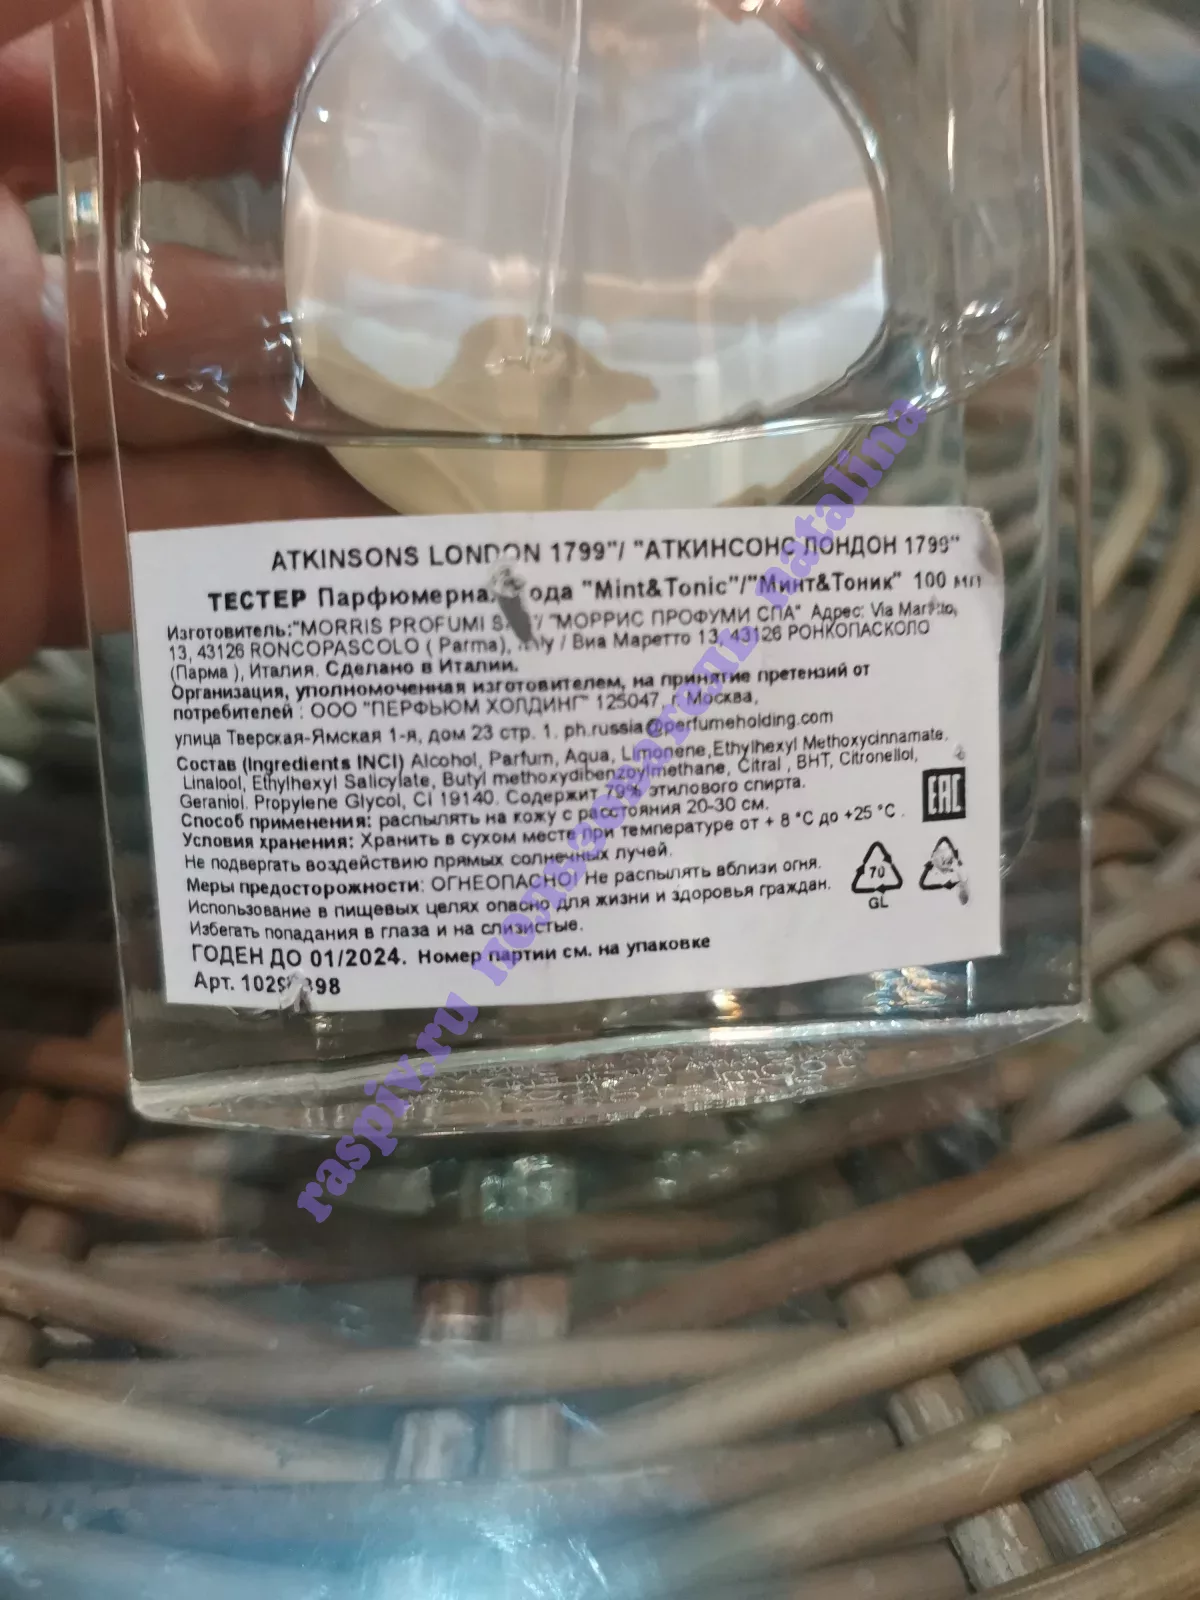 ATKINSONS LONDON 1799"/ "АТКИНСОНС ЛОНДОН 1799"
ТЕСТЕР Парфюмерная вода "Mint&Tonic"/"Минт&Тоник" 100 мл
Изготовитель:"MORRIS PROFUMI / "МОРРИС ПРОФУМИ СПА" Адрес: Via Maretto,
13, 43126 RONCOPASCOLO ( Parma), Italy / Виа Маретто 13, 43126 РОНКОПАСКОЛО
(Парма ), Италия. Сделано в Италии.
Организация, уполномоченная изготовителем, на принятие претензий от
потребителей : ООО "ПЕРФЬЮМ ХОЛДИНГ" 125047, г. Москва,
улица Тверская-Ямская 1-я, дом 23 стр. 1. ph.russia@perfumeholding.com
Состав (Ingredients INCI) Alcohol, Parfum, Aqua, Limonene,Ethylhexyl Methoxycinnamate.
Linalool, Ethylhexyl Salicylate, Butyl methoxydibenzoylmethane, Citral , BHT, Citronellol,
Geraniol. Propylene Glycol, CI 19140. Содержит 79% этилового спирта.
Способ применения: распылять на кожу с расстояния 20-30 см.
Условия хранения: Хранить в сухом месте при температуре от + 8 °C до +25 °C .
Не подвергать воздействию прямых солнечных лучей.
Меры предосторожности: ОГНЕОПАСНО! Не распылять вблизи огня.
Использование в пищевых целях опасно для жизни и здоровья граждан.
Избегать попадания в глаза и на слизистые.
ГОДЕН ДО 01/2024. Номер партии см. на упаковке
Арт.
EAC
70
GL
raspiv.ru пользователь natalina